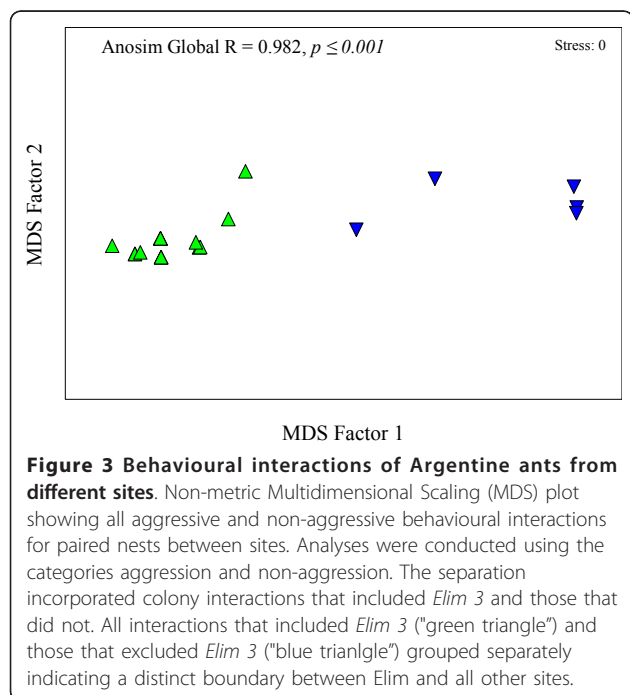 Anosim Global R = 0.982, p ≤ 0.001
Stress: 0
MDS Factor 2
MDS Factor 1
Figure 3 Behavioural interactions of Argentine ants from
different sites. Non-metric Multidimensional Scaling (MDS) plot
showing all aggressive and non-aggressive behavioural interactions
for paired nests between sites. Analyses were conducted using the
categories aggression and non-aggression. The separation
incorporated colony interactions that included Elim 3 and those that
did not. All interactions that included Elim 3 ("green triangle") and
those that excluded Elim 3 ("blue trianlgle") grouped separately
indicating a distinct boundary between Elim and all other sites.